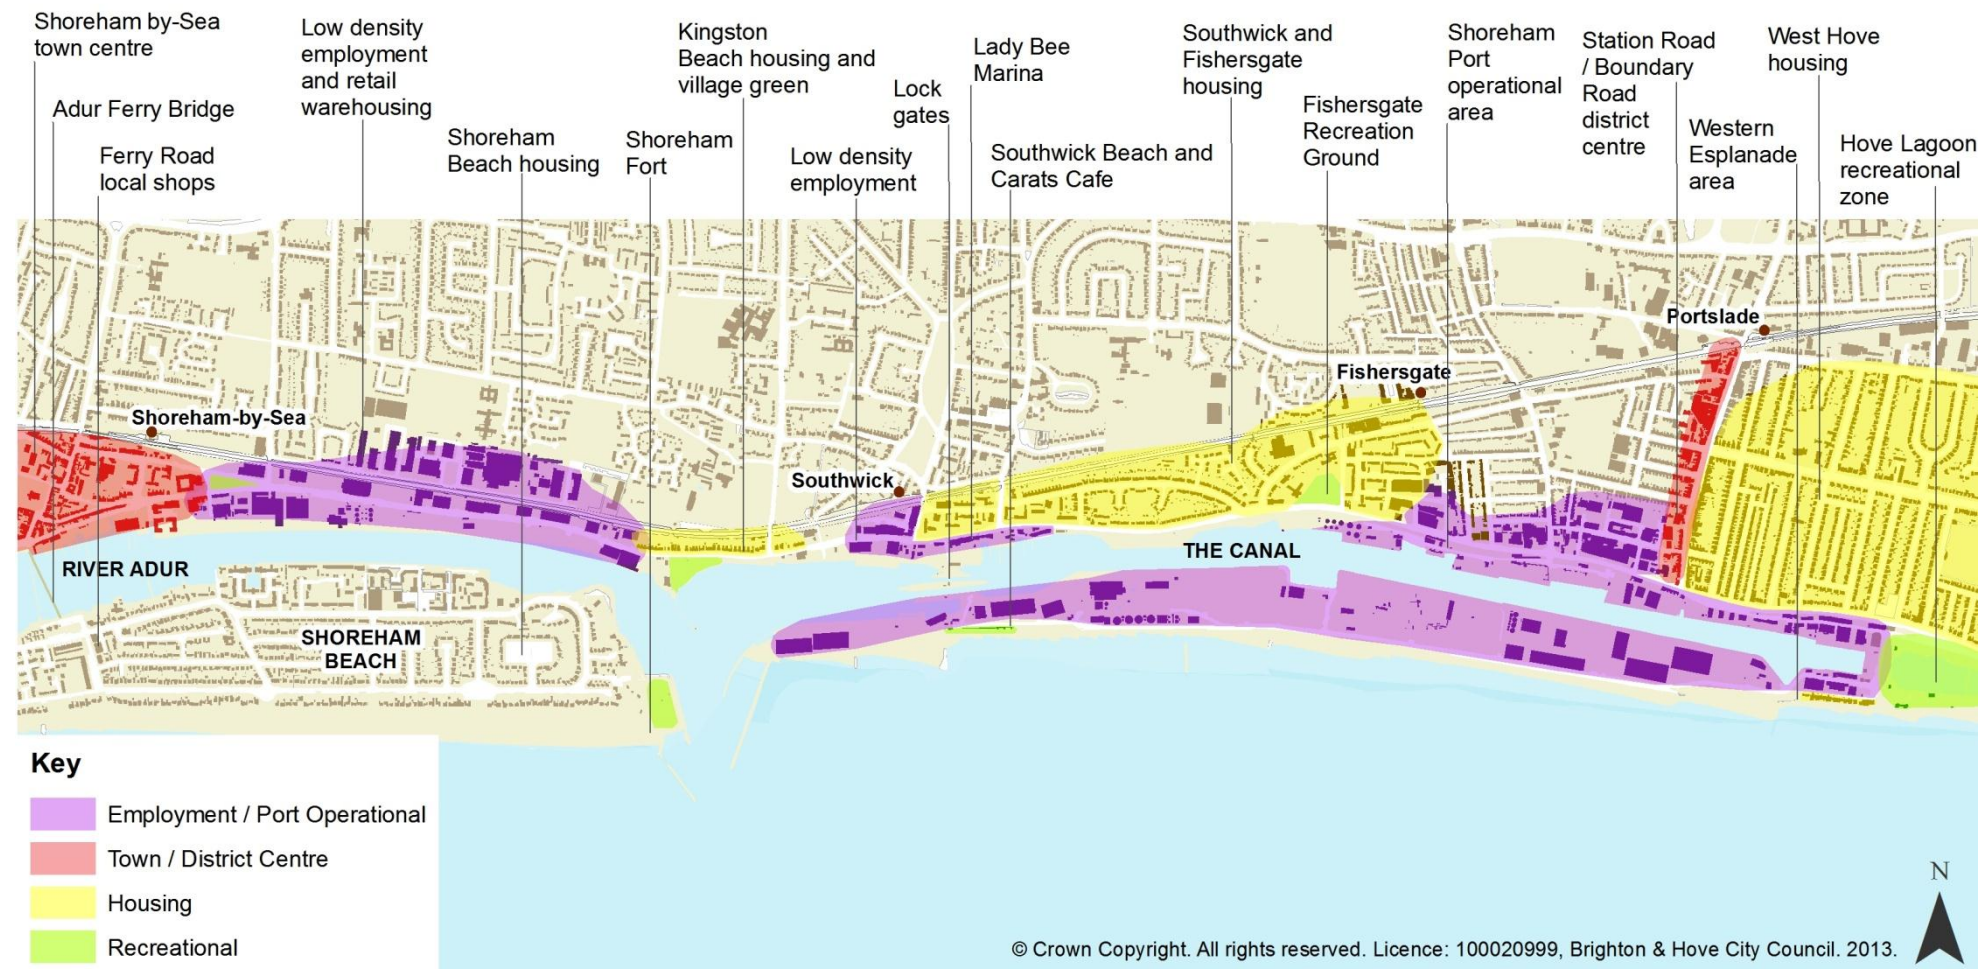 Shoreham by-Sea
town centre
Adur Ferry Bridge
Ferry Road
local shops
Low density
employment
and retail
warehousing
Shoreham
Beach housing
Shoreham
Fort
Kingston
Beach housing and
village green
Low density
employment
Lock
gates
Lady Bee
Marina
Southwick Beach and
Carats Cafe
Southwick and
Fishersgate
housing
Fishersgate
Recreation
Ground
Shoreham
Port
operational
area
Station Road
/ Boundary
Road
district
centre
Western
Esplanade
area
West Hove
housing
Hove Lagoon
recreational
zone
Portslade
Fishersgate
Shoreham-by-Sea
Southwick
THE CANAL
RIVER ADUR
SHOREHAM
BEACH
Key
Employment / Port Operational
Town / District Centre
Housing
Recreational
N
© Crown Copyright. All rights reserved. Licence: 100020999, Brighton & Hove City Council. 2013.